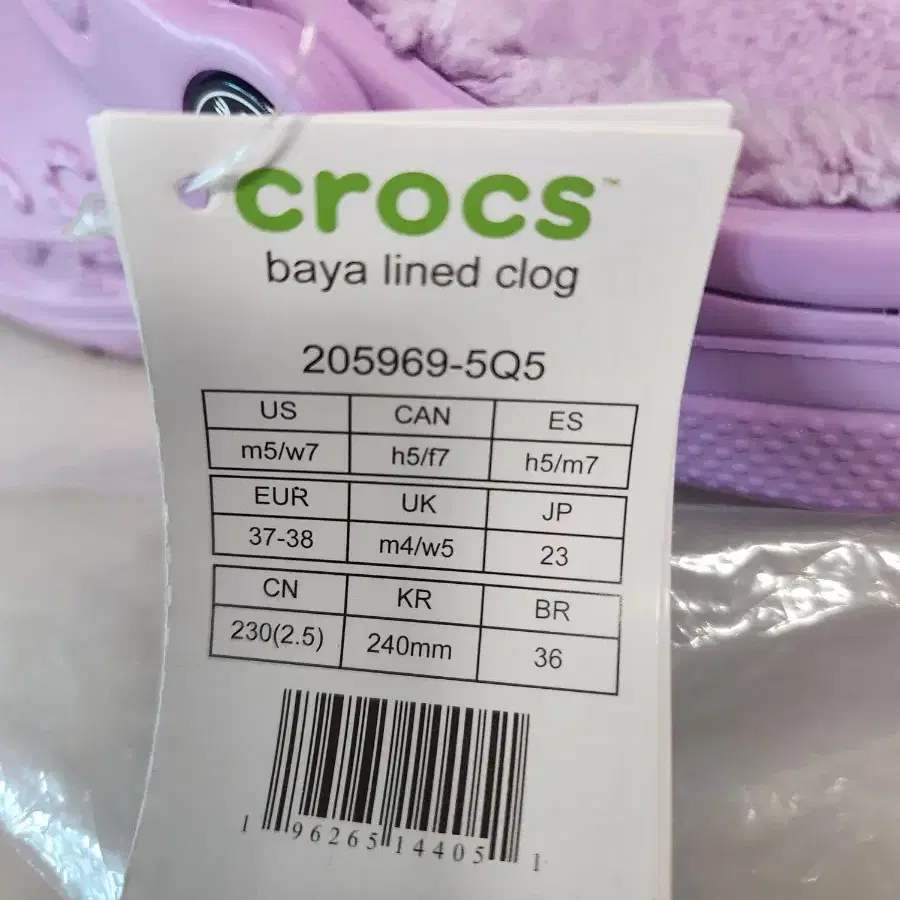 crocs™
baya lined clog
205969-5Q5
US CAN ES
m5/w7 h5/f7 h5/m7
EUR UK JP
37-38 m4/w5 23
CN KR BR
230(2.5) 240mm 36
1 96265 14405 1